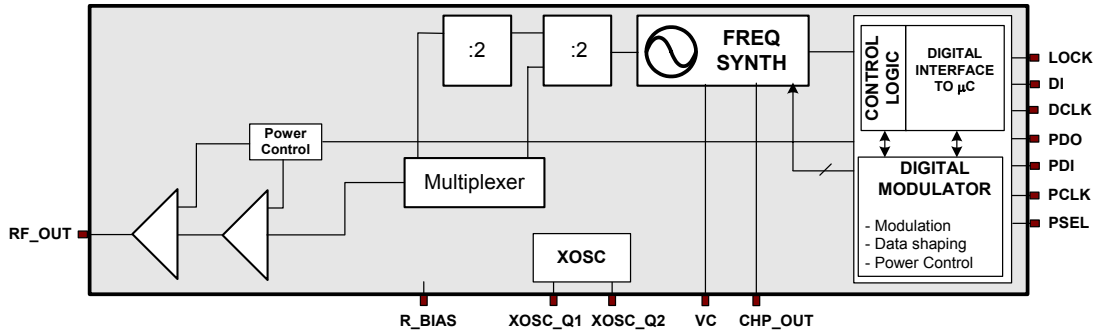 :2
:2
FREQ
SYNTH
CONTROL
LOGIC
DIGITAL
INTERFACE
TO µC
LOCK
DI
DCLK
PDO
PDI
PCLK
PSEL
Power
Control
Multiplexer
DIGITAL
MODULATOR
- Modulation
- Data shaping
- Power Control
RF_OUT
XOSC
R_BIAS
XOSC_Q1
XOSC_Q2
VC
CHP_OUT